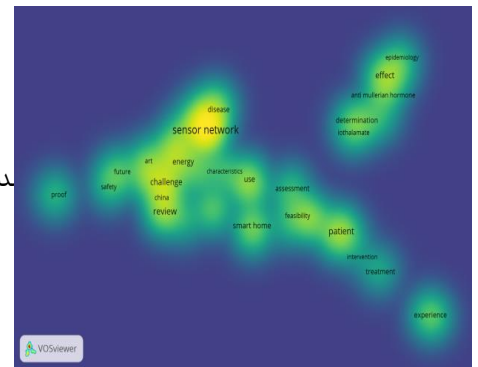 epidemiology
effect
anti mullerian hormone
disease
determination
sensor network
iothalamate
art
energy
future
characteristics
challenge
use
safety
assessment
proof
china
review
feasibility
smart home
patient
intervention
treatment
experience
VOSviewer